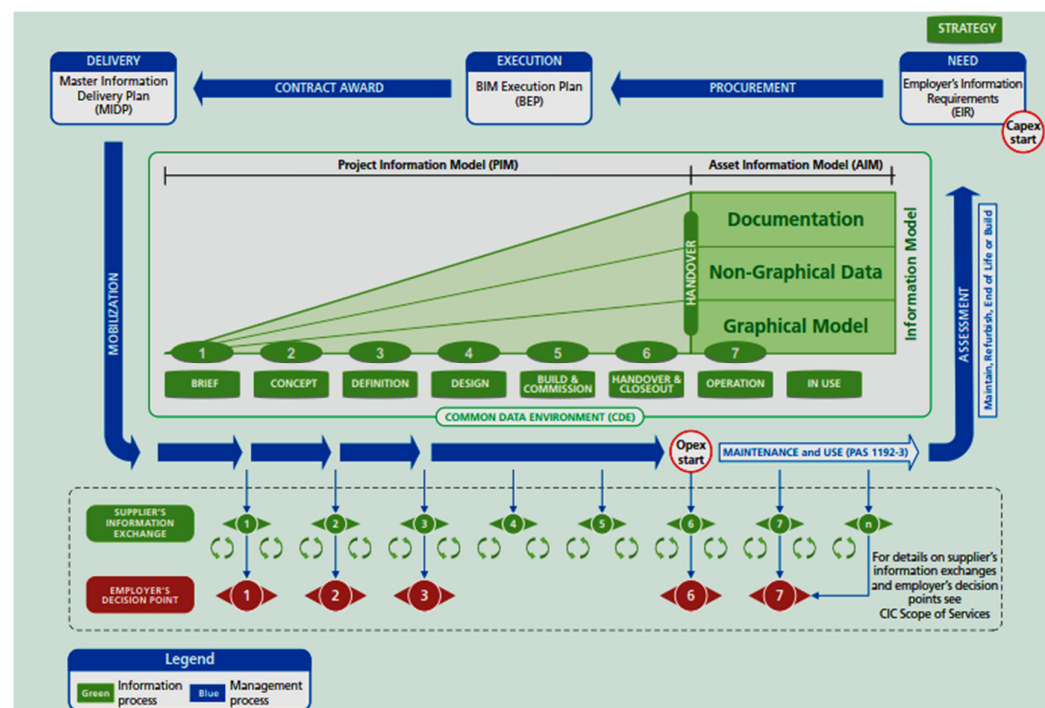 STRATEGY
DELIVERY
Master Information
Delivery Plan
(MIDP)
CONTRACT AWARD
EXECUTION
BIM Execution Plan
(BEP)
PROCUREMENT
NEED
Employer's Information
Requirements
(EIR)
Capex
start
Project Information Model (PIM)
Asset Information Model (AIM)
MOBILIZATION
HANDOVER
Documentation
Non-Graphical Data
Graphical Model
Information Model
ASSESSMENT
Maintain, Refurbish, End of Life or Build
1
2
3
4
5
6
7
BRIEF
CONCEPT
DEFINITION
DESIGN
BUILD &
COMMISSION
HANDOVER &
CLOSEOUT
OPERATION
IN USE
COMMON DATA ENVIRONMENT (CDE)
Opex
start
MAINTENANCE and USE (PAS 1192-3)
SUPPLIER'S
INFORMATION
EXCHANGE
1
2
3
4
5
6
7
n
For details on supplier's
information exchanges
and employer's decision
points see
CIC Scope of Services
EMPLOYER'S
DECISION POINT
1
2
3
6
7
Legend
Green
Information
process
Blue
Management
process